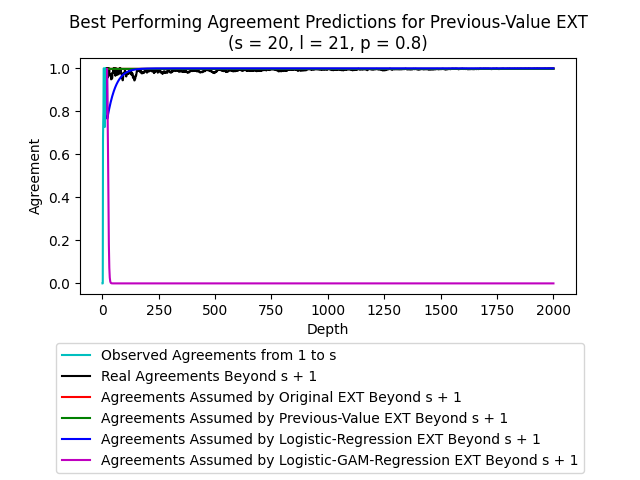 Best Performing Agreement Predictions for Previous-Value EXT
(s = 20, l = 21, p = 0.8)
1.0
0.8
0.6
0.4
0.2
0.0
Agreement
0 250 500 750 1000 1250 1500 1750 2000
Depth
Observed Agreements from 1 to s
Real Agreements Beyond s + 1
Agreements Assumed by Original EXT Beyond s + 1
Agreements Assumed by Previous-Value EXT Beyond s + 1
Agreements Assumed by Logistic-Regression EXT Beyond s + 1
Agreements Assumed by Logistic-GAM-Regression EXT Beyond s + 1